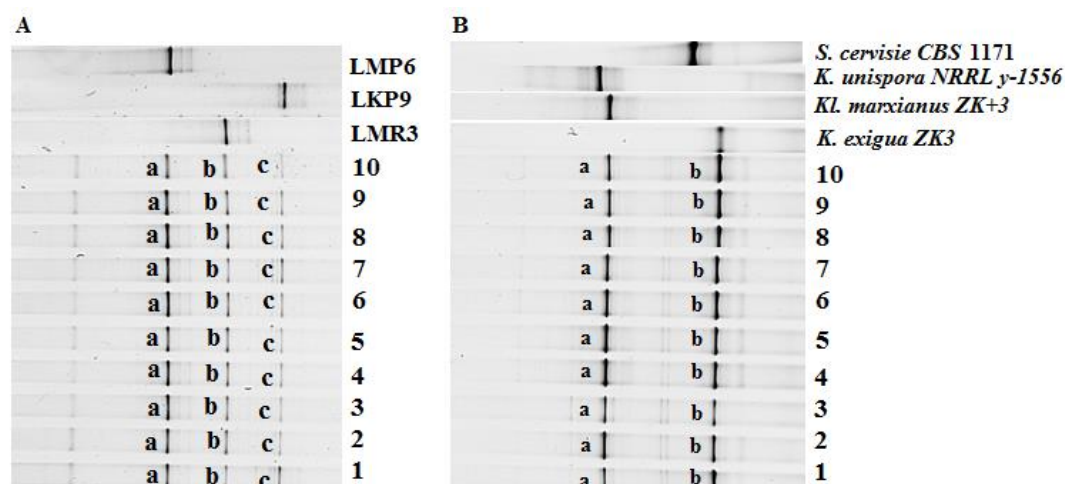 A
LMP6
LKP9
LMR3
a b c 10
a b c 9
a b c 8
a b c 7
a b c 6
a b c 5
a b c 4
a b c 3
a b c 2
a b c 1
B
S. cervisie CBS 1171
K. unispora NRRL y-1556
Kl. marxianus ZK+3
K. exigua ZK3
a b 10
a b 9
a b 8
a b 7
a b 6
a b 5
a b 4
a b 3
a b 2
a b 1